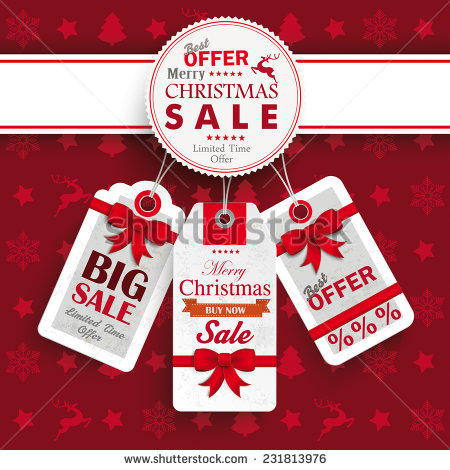 Best
OFFER
Merry
CHRISTMAS
SALE
Limited Time
Offer
BIG
SALE
Limited Time
Offer
Merry
Christmas
BUY NOW
Sale
Best
OFFER
%%%
shutterstock
www.shutterstock.com · 231813976